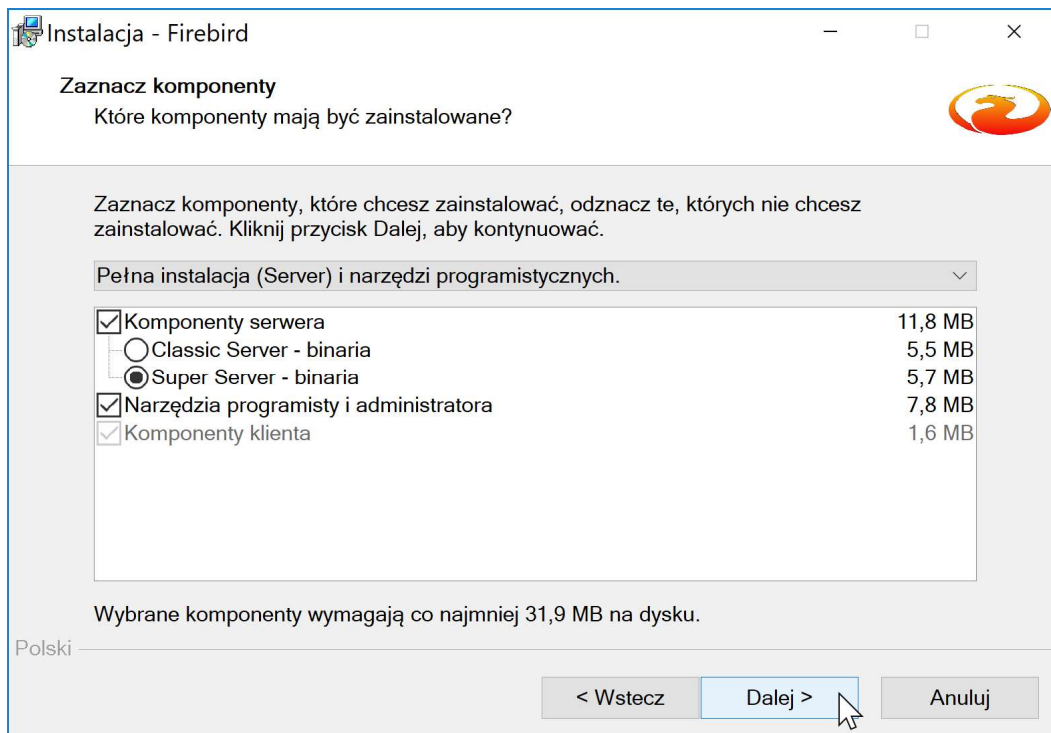 Instalacja - Firebird
Zaznacz komponenty
Które komponenty mają być zainstalowane?
Zaznacz komponenty, które chcesz zainstalować, odznacz te, których nie chcesz
zainstalować. Kliknij przycisk Dalej, aby kontynuować.
Pełna instalacja (Server) i narzędzi programistycznych.
Komponenty serwera 11,8 MB
Classic Server - binaria 5,5 MB
Super Server - binaria 5,7 MB
Narzędzia programisty i administratora 7,8 MB
Komponenty klienta 1,6 MB
Wybrane komponenty wymagają co najmniej 31,9 MB na dysku.
Polski
< Wstecz Dalej > Anuluj